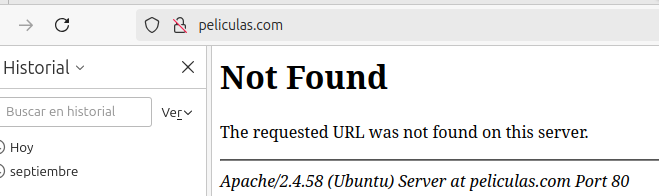 peliculas.com
Historial
Buscar en historial
Ver
Hoy
septiembre
Not Found
The requested URL was not found on this server.
Apache/2.4.58 (Ubuntu) Server at peliculas.com Port 80